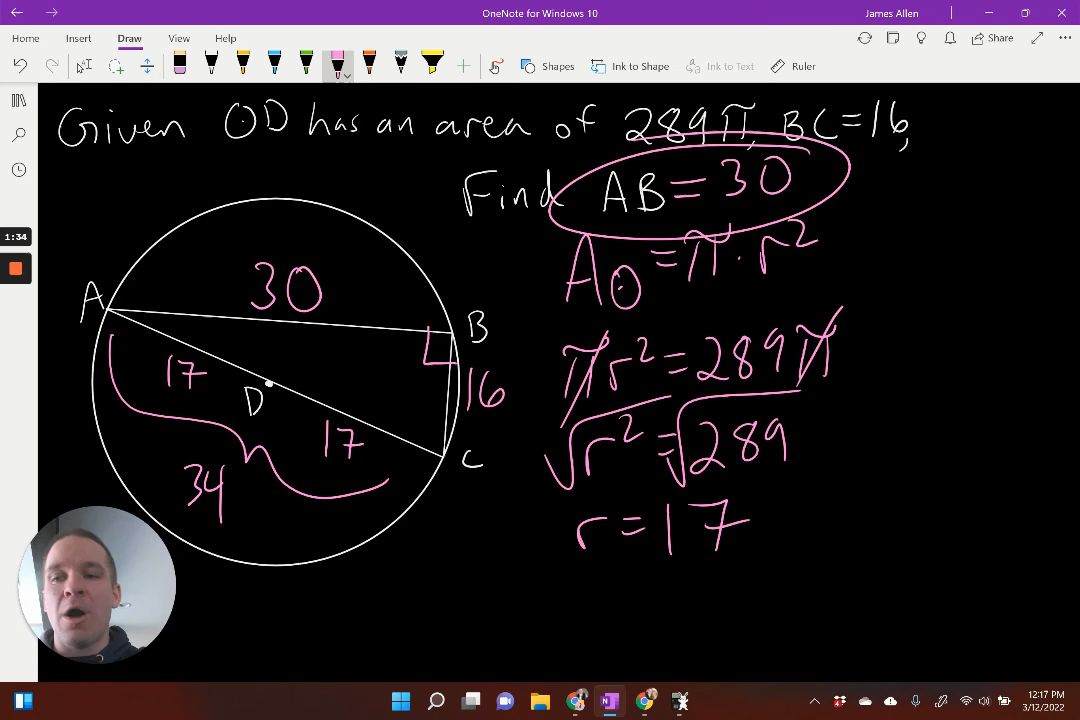 OneNote for Windows 10
James Allen
Home Insert Draw View Help
Share
Shapes
Ink to Shape
Ink to Text
Ruler
Given ⊙D has an area of 289π, BC=16,
Find AB=30
A⊙=π·r²
πr²=289π
√r²=√289
r=17
1:34
A
30
B
17
16
D
17
C
34
12:17 PM
3/12/2022